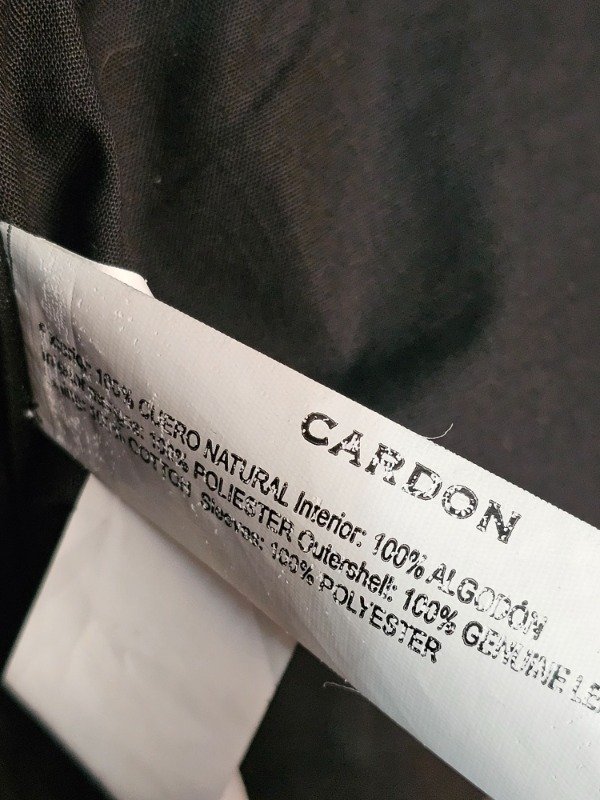 CARDON
100% CUERO NATURAL Interior: 100% ALGODÓN
100% POLIESTER Outershell: 100% GENUINE
COTTON Sleeves: 100% POLYESTER